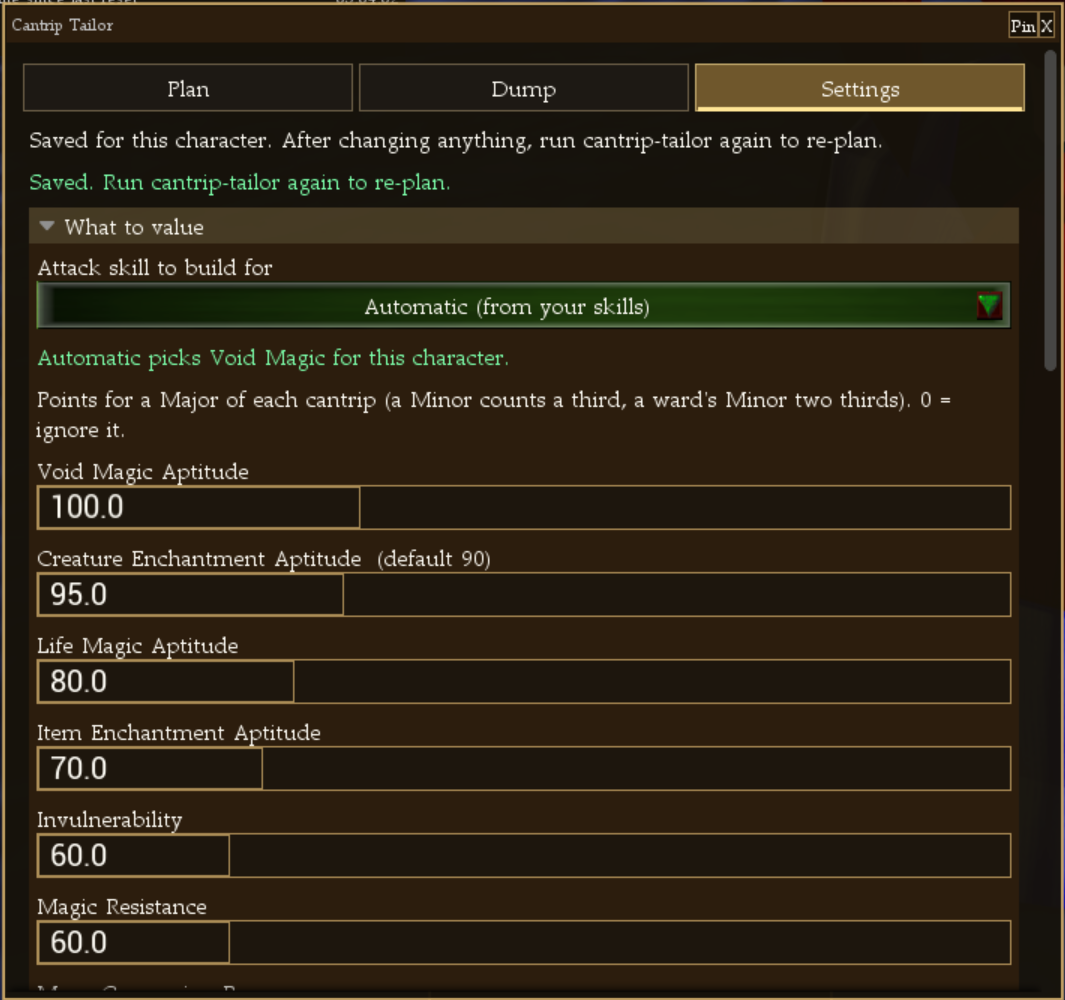 Cantrip Tailor
Pin X
Plan
Dump
Settings
Saved for this character. After changing anything, run cantrip-tailor again to re-plan.
Saved. Run cantrip-tailor again to re-plan.
What to value
Attack skill to build for
Automatic (from your skills)
Automatic picks Void Magic for this character.
Points for a Major of each cantrip (a Minor counts a third, a ward's Minor two thirds). 0 =
ignore it.
Void Magic Aptitude
100.0
Creature Enchantment Aptitude (default 90)
95.0
Life Magic Aptitude
80.0
Item Enchantment Aptitude
70.0
Invulnerability
60.0
Magic Resistance
60.0